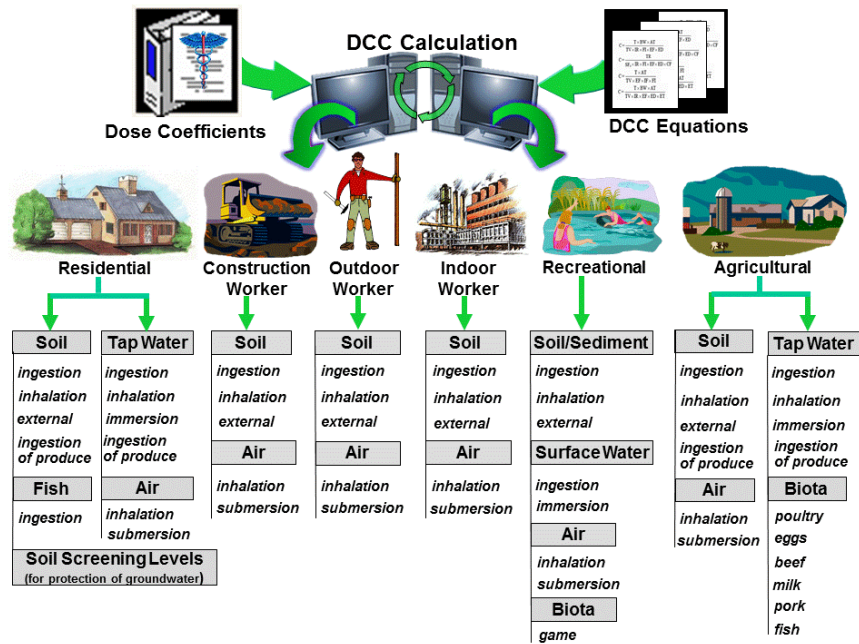 DCC Calculation
Dose Coefficients
DCC Equations
Residential
Construction
Worker
Outdoor
Worker
Indoor
Worker
Recreational
Agricultural
Soil
ingestion
inhalation
external
ingestion
of produce
Fish
ingestion
Soil Screening Levels
(for protection of groundwater)
Tap Water
ingestion
inhalation
immersion
ingestion
of produce
Air
inhalation
submersion
Soil
ingestion
inhalation
external
Air
inhalation
submersion
Soil
ingestion
inhalation
external
Air
inhalation
submersion
Soil
ingestion
inhalation
external
Air
inhalation
submersion
Soil/Sediment
ingestion
inhalation
external
Surface Water
ingestion
immersion
Air
inhalation
submersion
Biota
game
Soil
ingestion
inhalation
external
ingestion
of produce
Air
inhalation
submersion
Tap Water
ingestion
inhalation
immersion
ingestion
of produce
Biota
poultry
eggs
beef
milk
pork
fish